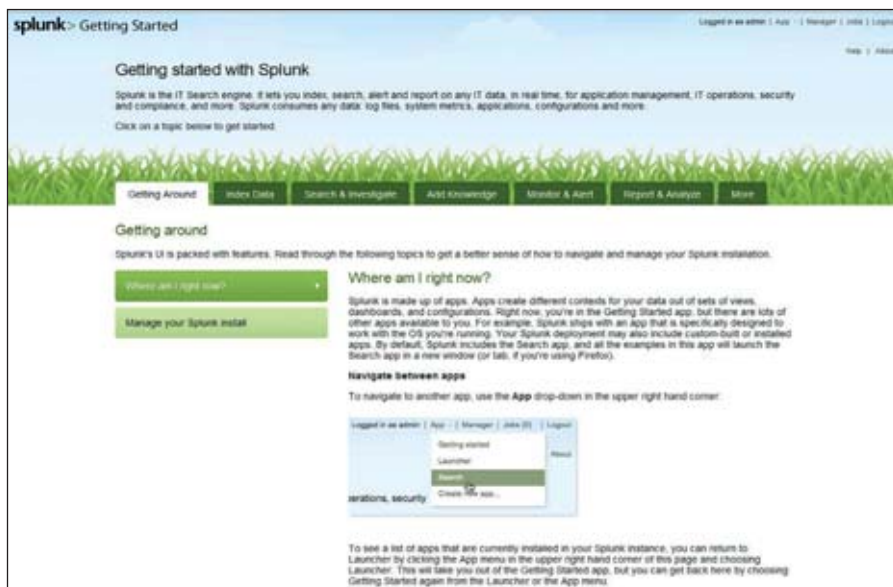 splunk> Getting Started
Logged in as admin | App | Manager | Jobs | Logout
Help | About
Getting started with Splunk
Splunk is the IT Search engine. It lets you index, search, alert and report on any IT data, in real time, for application management, IT operations, security
and compliance, and more. Splunk consumes any data: log files, system metrics, applications, configurations and more.
Click on a topic below to get started.
Getting Around
Index Data
Search & Investigate
Add Knowledge
Monitor & Alert
Report & Analyze
More
Getting around
Splunk's UI is packed with features. Read through the following topics to get a better sense of how to navigate and manage your Splunk installation.
Where am I right now?
Manage your Splunk install
Where am I right now?
Splunk is made up of apps. Apps create different contexts for your data out of sets of views,
dashboards, and configurations. Right now, you're in the Getting Started app, but there are lots of
other apps available to you. For example, Splunk ships with an app that is specifically designed to
work with the OS you're running. Your Splunk deployment may also include custom-built or installed
apps. By default, Splunk includes the Search app, and all the examples in this app will launch the
Search app in a new window (or tab, if you're using Firefox).
Navigate between apps
To navigate to another app, use the App drop-down in the upper right hand corner:
Logged in as admin | App | Manager | Jobs (0) | Logout
Getting started
About
Launcher
Search
erations, security
Create new app...
To see a list of apps that are currently installed in your Splunk instance, you can return to
Launcher by clicking the App menu in the upper right hand corner of this page and choosing
Launcher. This will take you out of the Getting Started app, but you can get back here by choosing
Getting Started again from the Launcher or the App menu.